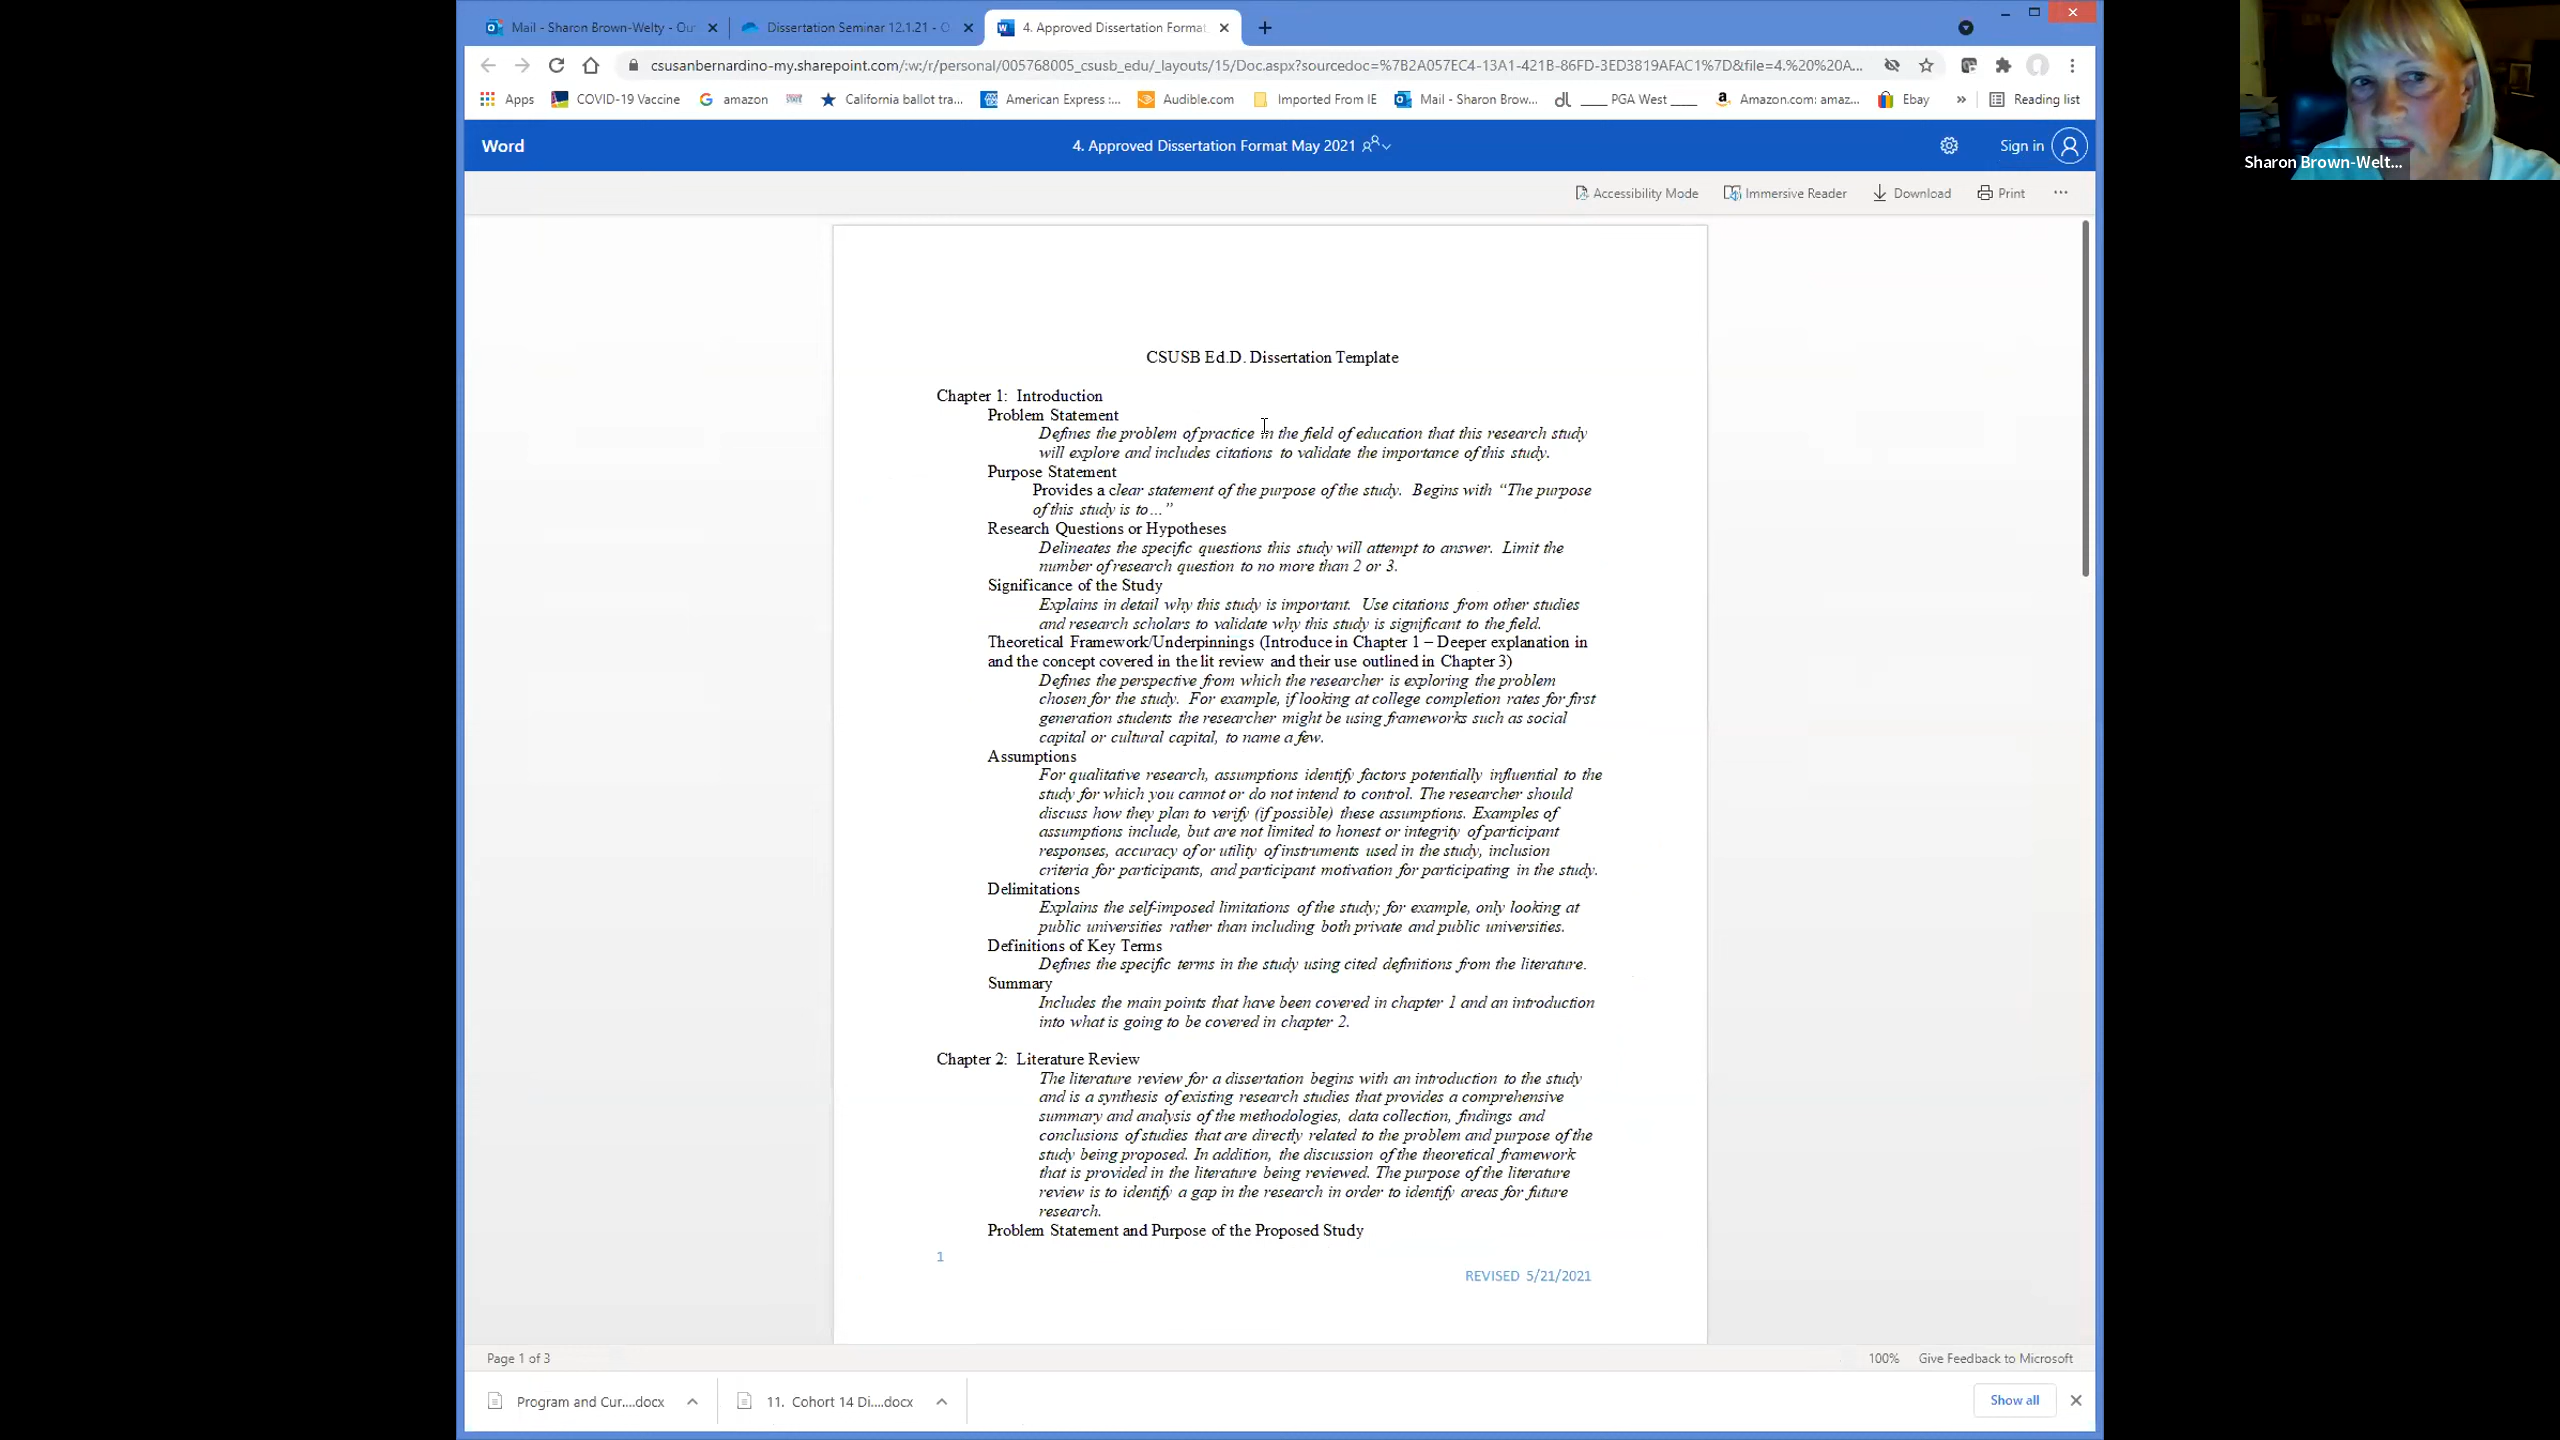 Mail - Sharon Brown-Welty - Ou
Dissertation Seminar 12.1.21 - O
4. Approved Dissertation Format
csusanbernardino-my.sharepoint.com/:w:/r/personal/005768005_csusb_edu/_layouts/15/Doc.aspx?sourcedoc=%7B2A057EC4-13A1-421B-86FD-3ED3819AFAC1%7D&file=4.%20%20A...
Apps
COVID-19 Vaccine
amazon
California ballot tra...
American Express :...
Audible.com
Imported From IE
Mail - Sharon Brow...
____ PGA West ____
Amazon.com: amaz...
Ebay
Reading list
Word
4. Approved Dissertation Format May 2021
Sign in
Accessibility Mode
Immersive Reader
Download
Print
CSUSB Ed.D. Dissertation Template
Chapter 1: Introduction
Problem Statement
Defines the problem of practice in the field of education that this research study
will explore and includes citations to validate the importance of this study.
Purpose Statement
Provides a clear statement of the purpose of the study. Begins with “The purpose
of this study is to…”
Research Questions or Hypotheses
Delineates the specific questions this study will attempt to answer. Limit the
number of research question to no more than 2 or 3.
Significance of the Study
Explains in detail why this study is important. Use citations from other studies
and research scholars to validate why this study is significant to the field.
Theoretical Framework/Underpinnings (Introduce in Chapter 1 – Deeper explanation in
and the concept covered in the lit review and their use outlined in Chapter 3)
Defines the perspective from which the researcher is exploring the problem
chosen for the study. For example, if looking at college completion rates for first
generation students the researcher might be using frameworks such as social
capital or cultural capital, to name a few.
Assumptions
For qualitative research, assumptions identify factors potentially influential to the
study for which you cannot or do not intend to control. The researcher should
discuss how they plan to verify (if possible) these assumptions. Examples of
assumptions include, but are not limited to honest or integrity of participant
responses, accuracy of or utility of instruments used in the study, inclusion
criteria for participants, and participant motivation for participating in the study.
Delimitations
Explains the self-imposed limitations of the study; for example, only looking at
public universities rather than including both private and public universities.
Definitions of Key Terms
Defines the specific terms in the study using cited definitions from the literature.
Summary
Includes the main points that have been covered in chapter 1 and an introduction
into what is going to be covered in chapter 2.
Chapter 2: Literature Review
The literature review for a dissertation begins with an introduction to the study
and is a synthesis of existing research studies that provides a comprehensive
summary and analysis of the methodologies, data collection, findings and
conclusions of studies that are directly related to the problem and purpose of the
study being proposed. In addition, the discussion of the theoretical framework
that is provided in the literature being reviewed. The purpose of the literature
review is to identify a gap in the research in order to identify areas for future
research.
Problem Statement and Purpose of the Proposed Study
1
REVISED 5/21/2021
Page 1 of 3
100%
Give Feedback to Microsoft
Program and Cur....docx
11. Cohort 14 Di....docx
Show all
Sharon Brown-Welt...